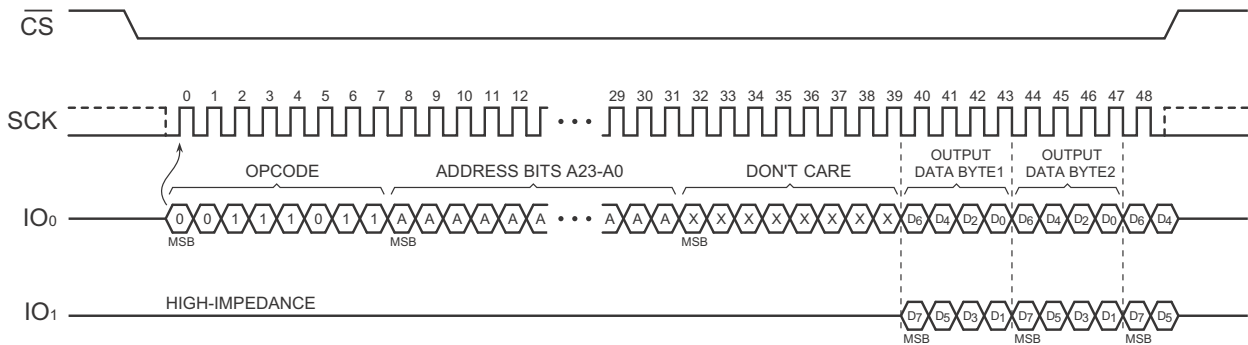 CS
SCK
0 1 2 3 4 5 6 7 8 9 10 11 12 29 30 31 32 33 34 35 36 37 38 39 40 41 42 43 44 45 46 47 48
OPCODE
ADDRESS BITS A23-A0
DON'T CARE
OUTPUT
DATA BYTE1
OUTPUT
DATA BYTE2
IO0
0 0 1 1 1 0 1 1 A A A A A A A A A X X X X X X X X D6 D4 D2 D0 D6 D4 D2 D0 D6 D4
MSB MSB MSB
HIGH-IMPEDANCE
IO1
D7 D5 D3 D1 D7 D5 D3 D1 D7 D5
MSB MSB MSB